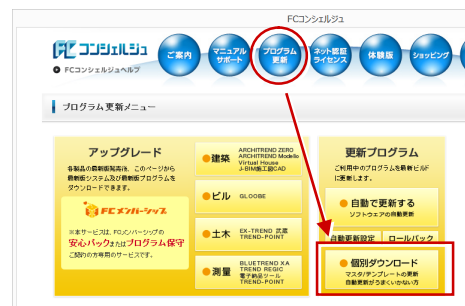 FCコンシェルジュ
FCコンシェルジュ
FCコンシェルジュヘルプ
ご案内
マニュアル
サポート
プログラム
更新
ネット認証
ライセンス
体験版
ショッピング
プログラム更新メニュー
アップグレード
各製品の最新版発売後、このページから
最新版システム及び最新版プログラムを
ダウンロードできます。
FCメンバーシップ
※本サービスは、FCメンバーシップの
安心パックまたはプログラム保守
ご契約の方専用のサービスです。
建築
ARCHITREND ZERO
ARCHITREND Modelio
Virtual House
J-BIM施工図CAD
ビル
GLOOBE
土木
EX-TREND 武蔵
TREND-POINT
測量
BLUETREND XA
TREND REGIC
電子納品ツール
TREND-POINT
更新プログラム
ご利用中のプログラムを最新ビルド
に更新します。
自動で更新する
ソフトウェアの自動更新
自動更新設定
ロールバック
個別ダウンロード
マスタ/テンプレートの更新
自動更新がうまくいかない方